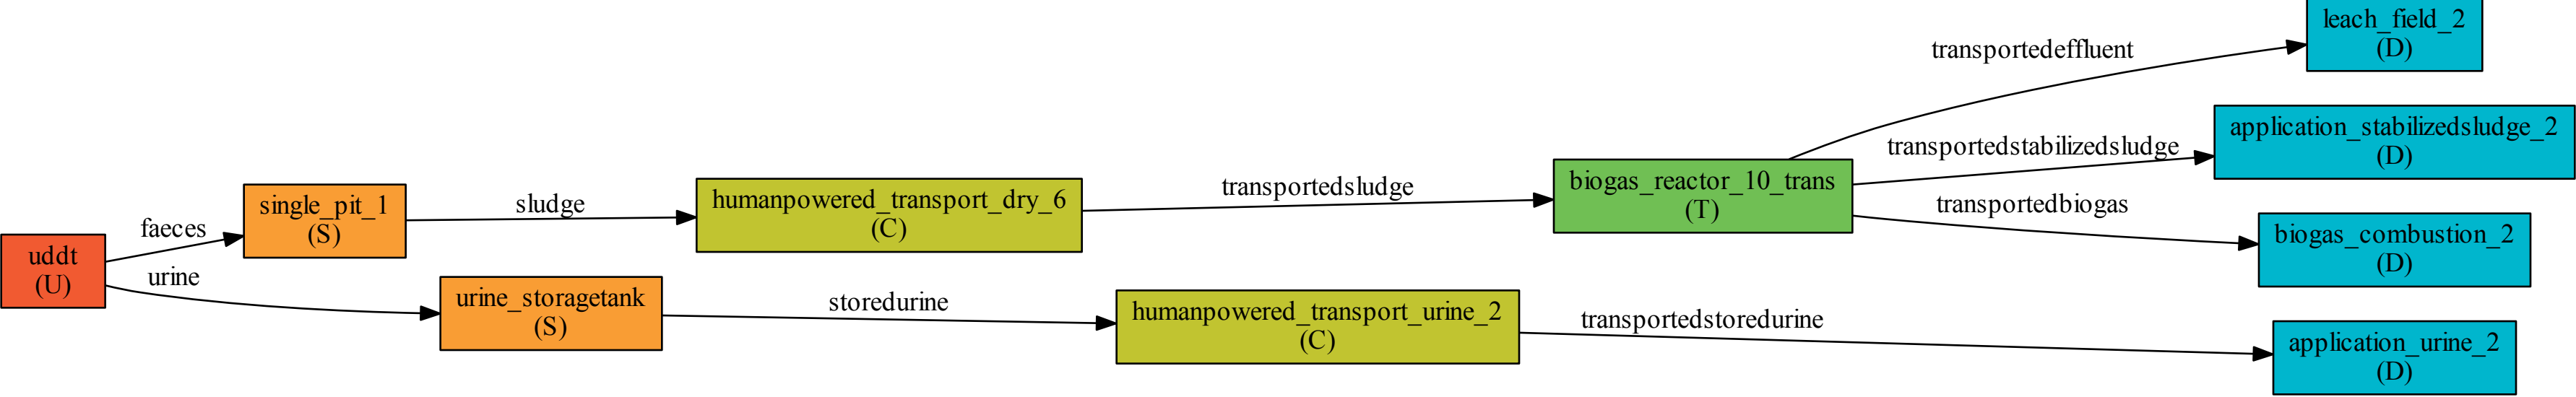 uddt
(U)
faeces
urine
single_pit_1
(S)
urine_storagetank
(S)
sludge
storedurine
humanpowered_transport_dry_6
(C)
humanpowered_transport_urine_2
(C)
transportedsludge
transportedstoredurine
biogas_reactor_10_trans
(T)
transportedeffluent
transportedstabilizedsludge
transportedbiogas
leach_field_2
(D)
application_stabilizedsludge_2
(D)
biogas_combustion_2
(D)
application_urine_2
(D)